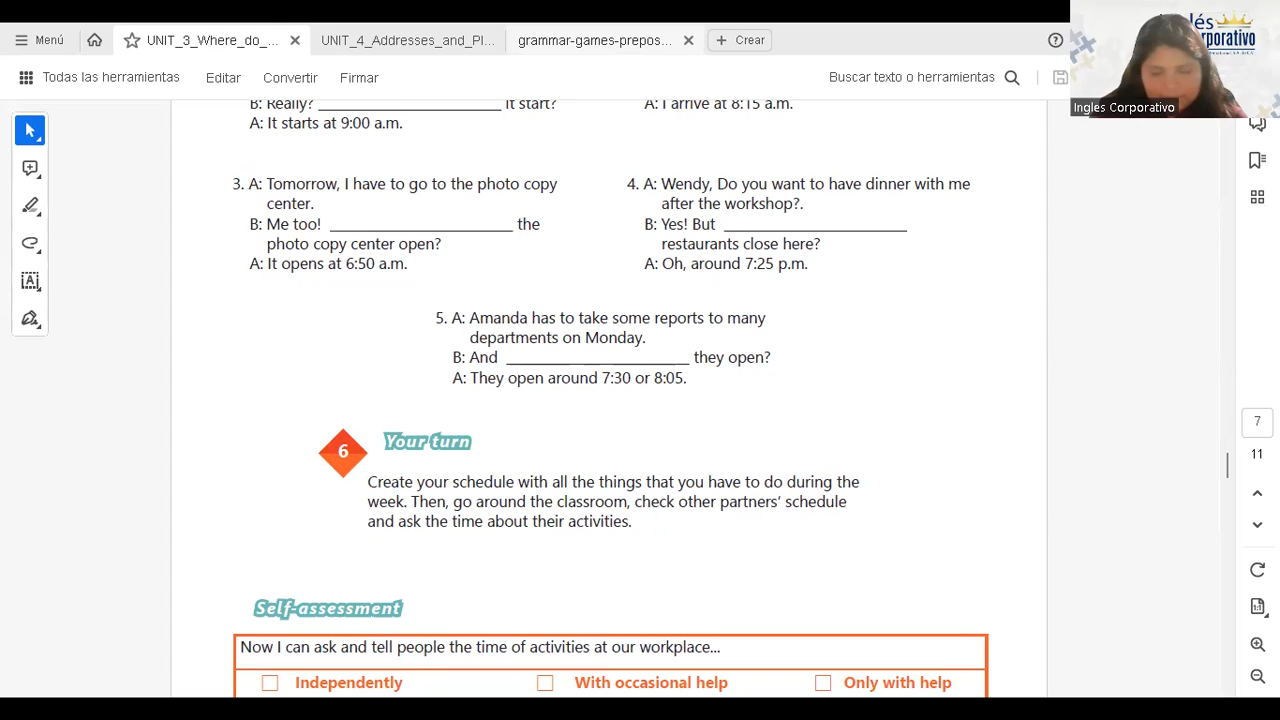 Menú
UNIT_3_Where_do_...
UNIT_4_Addresses_and_Pl...
grammar-games-prepos...
Crear
Todas las herramientas
Editar
Convertir
Firmar
Buscar texto o herramientas
Corporativo
Ingles Corporativo
B: Really? ____________________ it start?
A: It starts at 9:00 a.m.
A: I arrive at 8:15 a.m.
3. A: Tomorrow, I have to go to the photo copy
center.
B: Me too! ____________________ the
photo copy center open?
A: It opens at 6:50 a.m.
4. A: Wendy, Do you want to have dinner with me
after the workshop?.
B: Yes! But ____________________
restaurants close here?
A: Oh, around 7:25 p.m.
5. A: Amanda has to take some reports to many
departments on Monday.
B: And ____________________ they open?
A: They open around 7:30 or 8:05.
6
Your turn
Create your schedule with all the things that you have to do during the
week. Then, go around the classroom, check other partners’ schedule
and ask the time about their activities.
Self-assessment
Now I can ask and tell people the time of activities at our workplace...
Independently
With occasional help
Only with help
7
11